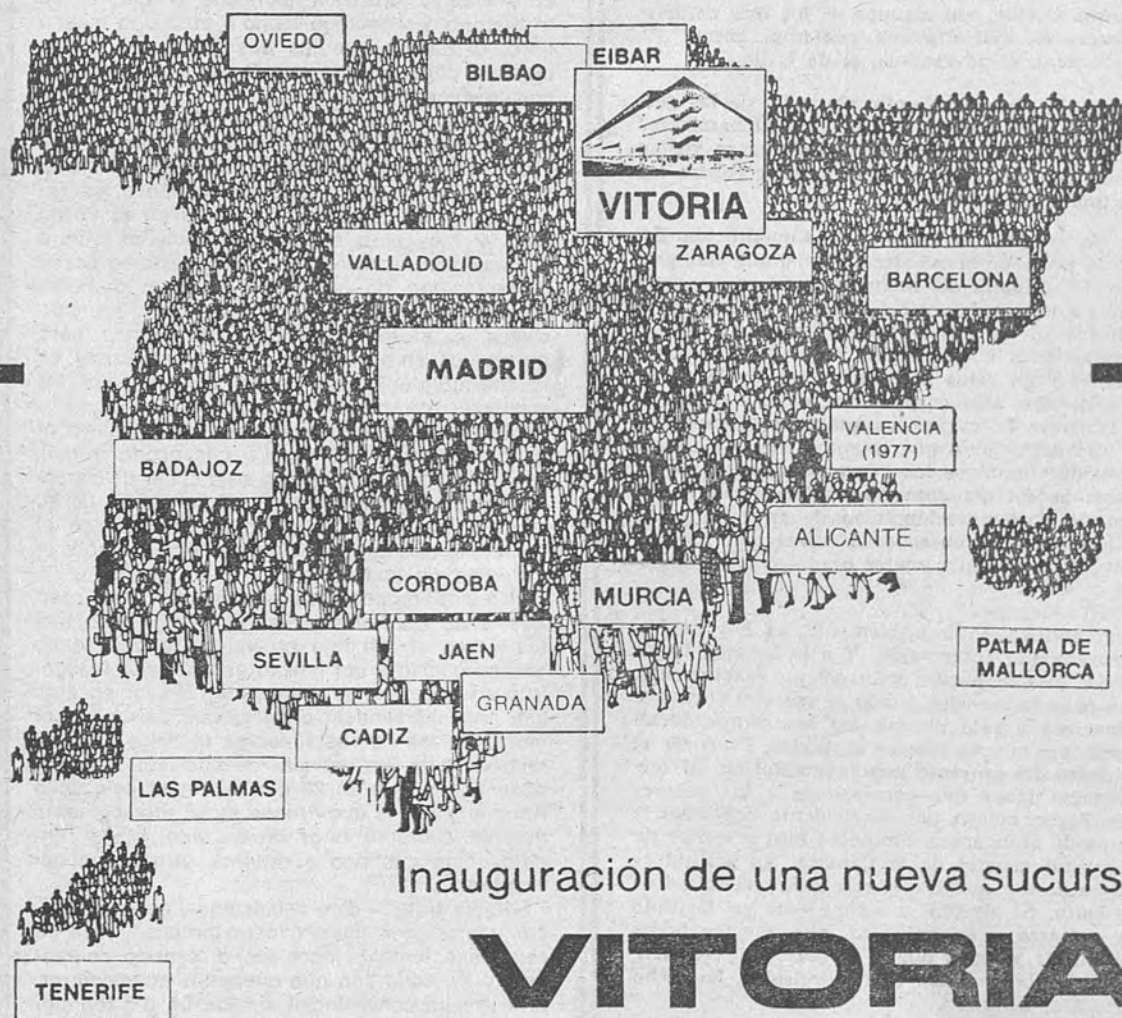 OVIEDO
BILBAO
EIBAR
VITORIA
VALLADOLID
ZARAGOZA
BARCELONA
MADRID
VALENCIA
(1977)
BADAJOZ
ALICANTE
CORDOBA
MURCIA
SEVILLA
JAEN
PALMA DE
MALLORCA
GRANADA
CADIZ
LAS PALMAS
Inauguración de una nueva sucurs
VITORIA
TENERIFE